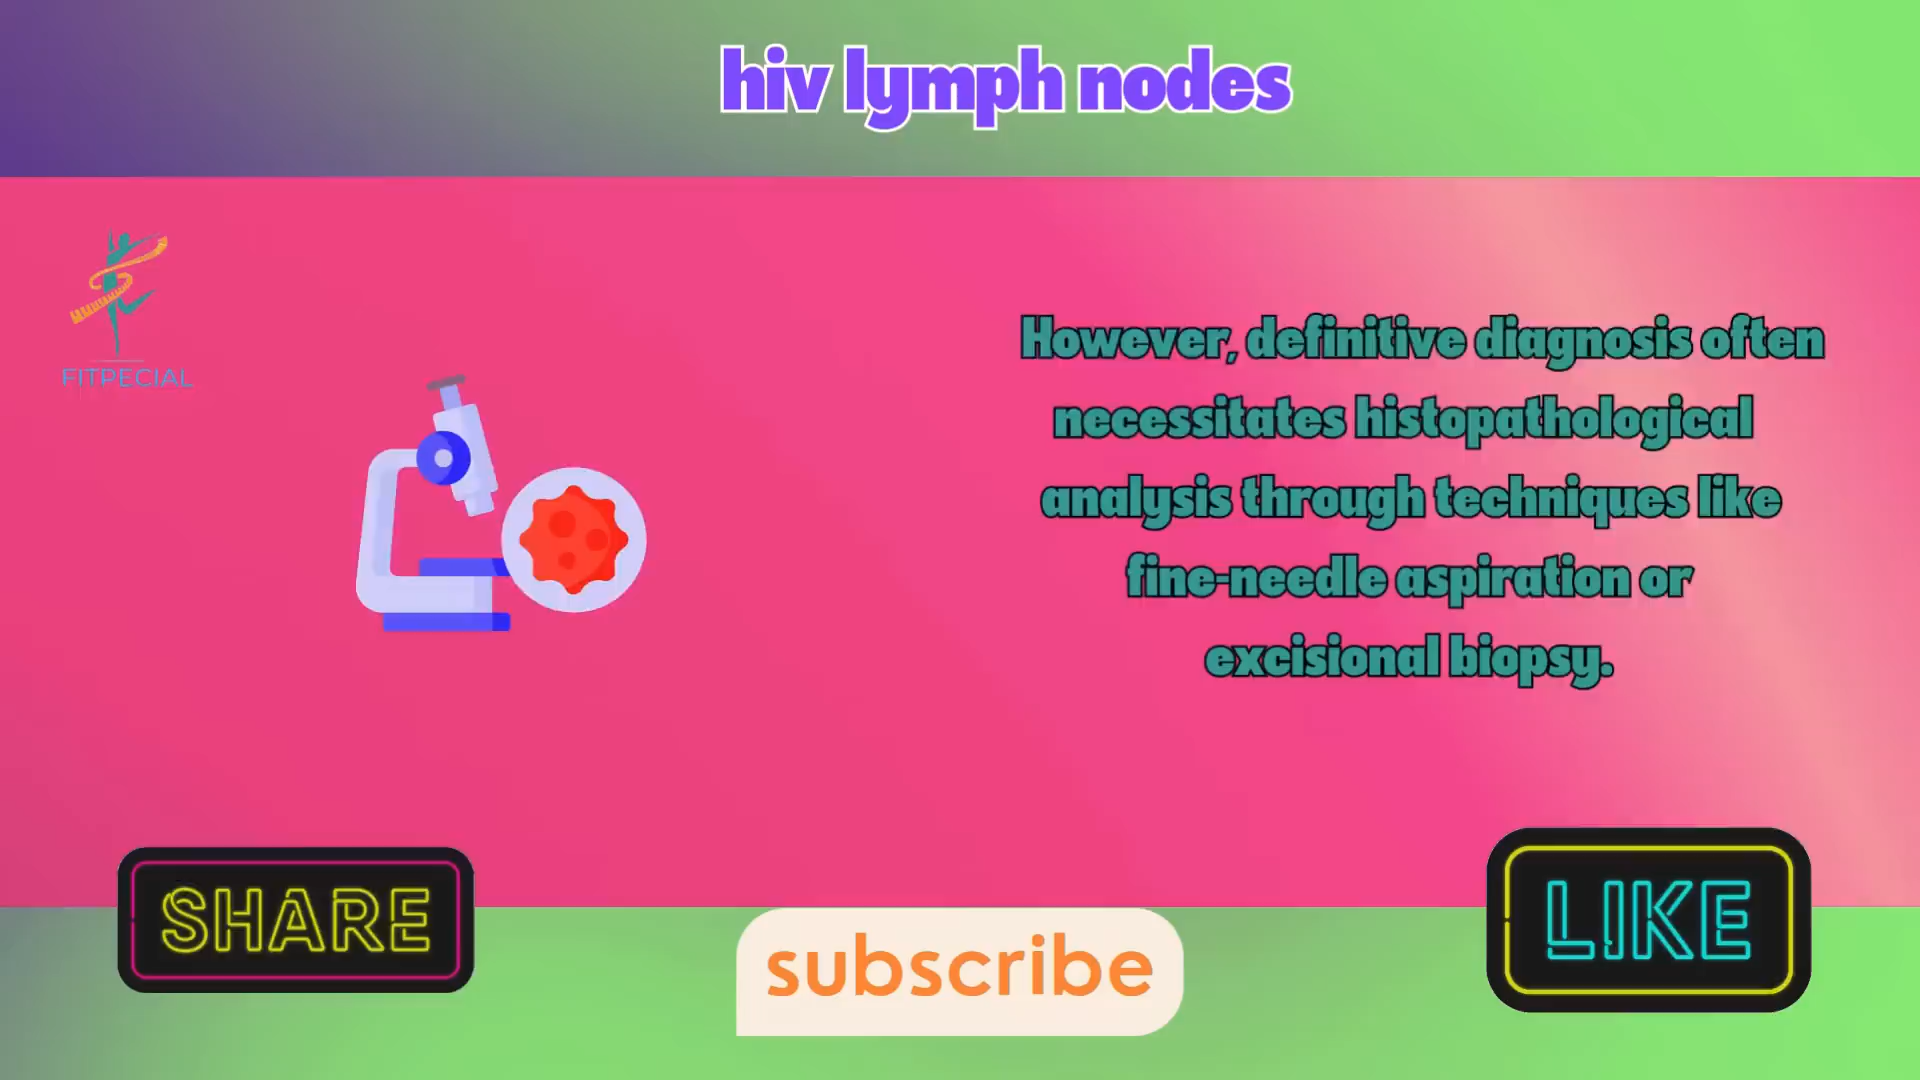 hiv lymph nodes
FITPECIAL
However, definitive diagnosis often
necessitates histopathological
analysis through techniques like
fine-needle aspiration or
excisional biopsy.
SHARE
subscribe
LIKE